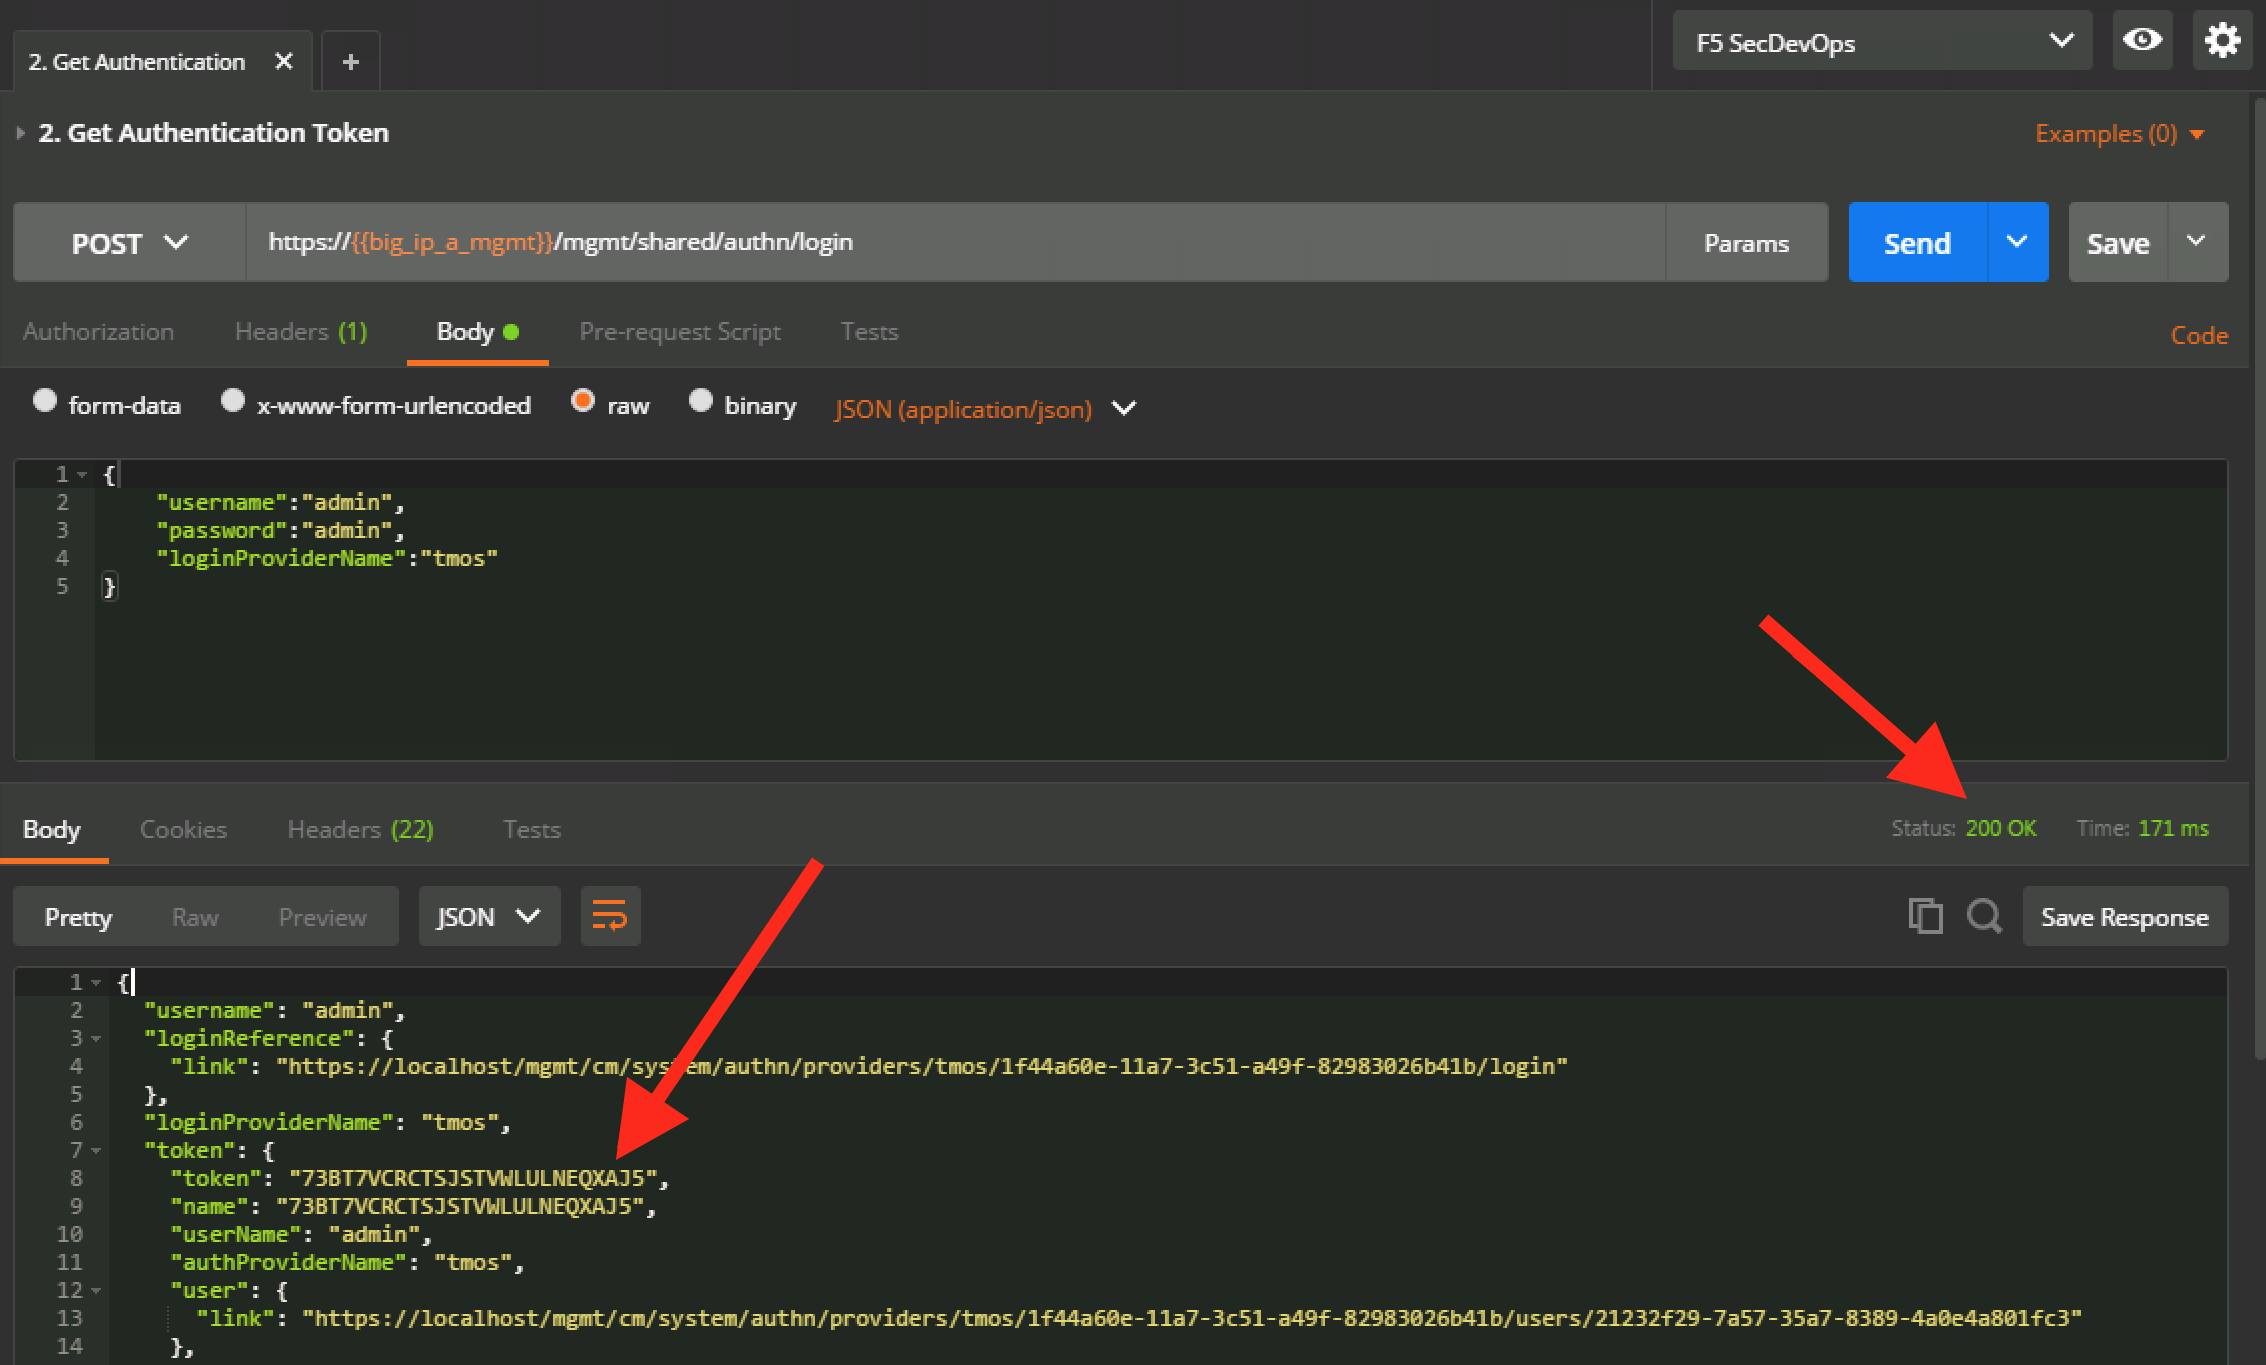 2. Get Authentication
F5 SecDevOps
2. Get Authentication Token
Examples (0)
POST
https://{{big_ip_a_mgmt}}/mgmt/shared/authn/login
Params
Send
Save
Authorization
Headers (1)
Body
Pre-request Script
Tests
Code
form-data
x-www-form-urlencoded
raw
binary
JSON (application/json)
1 {
2 "username":"admin",
3 "password":"admin",
4 "loginProviderName":"tmos"
5 }
Body
Cookies
Headers (22)
Tests
Status: 200 OK
Time: 171 ms
Pretty
Raw
Preview
JSON
Save Response
1 {
2 "username": "admin",
3 "loginReference": {
4 "link": "https://localhost/mgmt/cm/system/authn/providers/tmos/1f44a60e-11a7-3c51-a49f-82983026b41b/login"
5 },
6 "loginProviderName": "tmos",
7 "token": {
8 "token": "73BT7VCRCTSJSTVWLULNEQXAJ5",
9 "name": "73BT7VCRCTSJSTVWLULNEQXAJ5",
10 "userName": "admin",
11 "authProviderName": "tmos",
12 "user": {
13 "link": "https://localhost/mgmt/cm/system/authn/providers/tmos/1f44a60e-11a7-3c51-a49f-82983026b41b/users/21232f29-7a57-35a7-8389-4a0e4a801fc3"
14 },